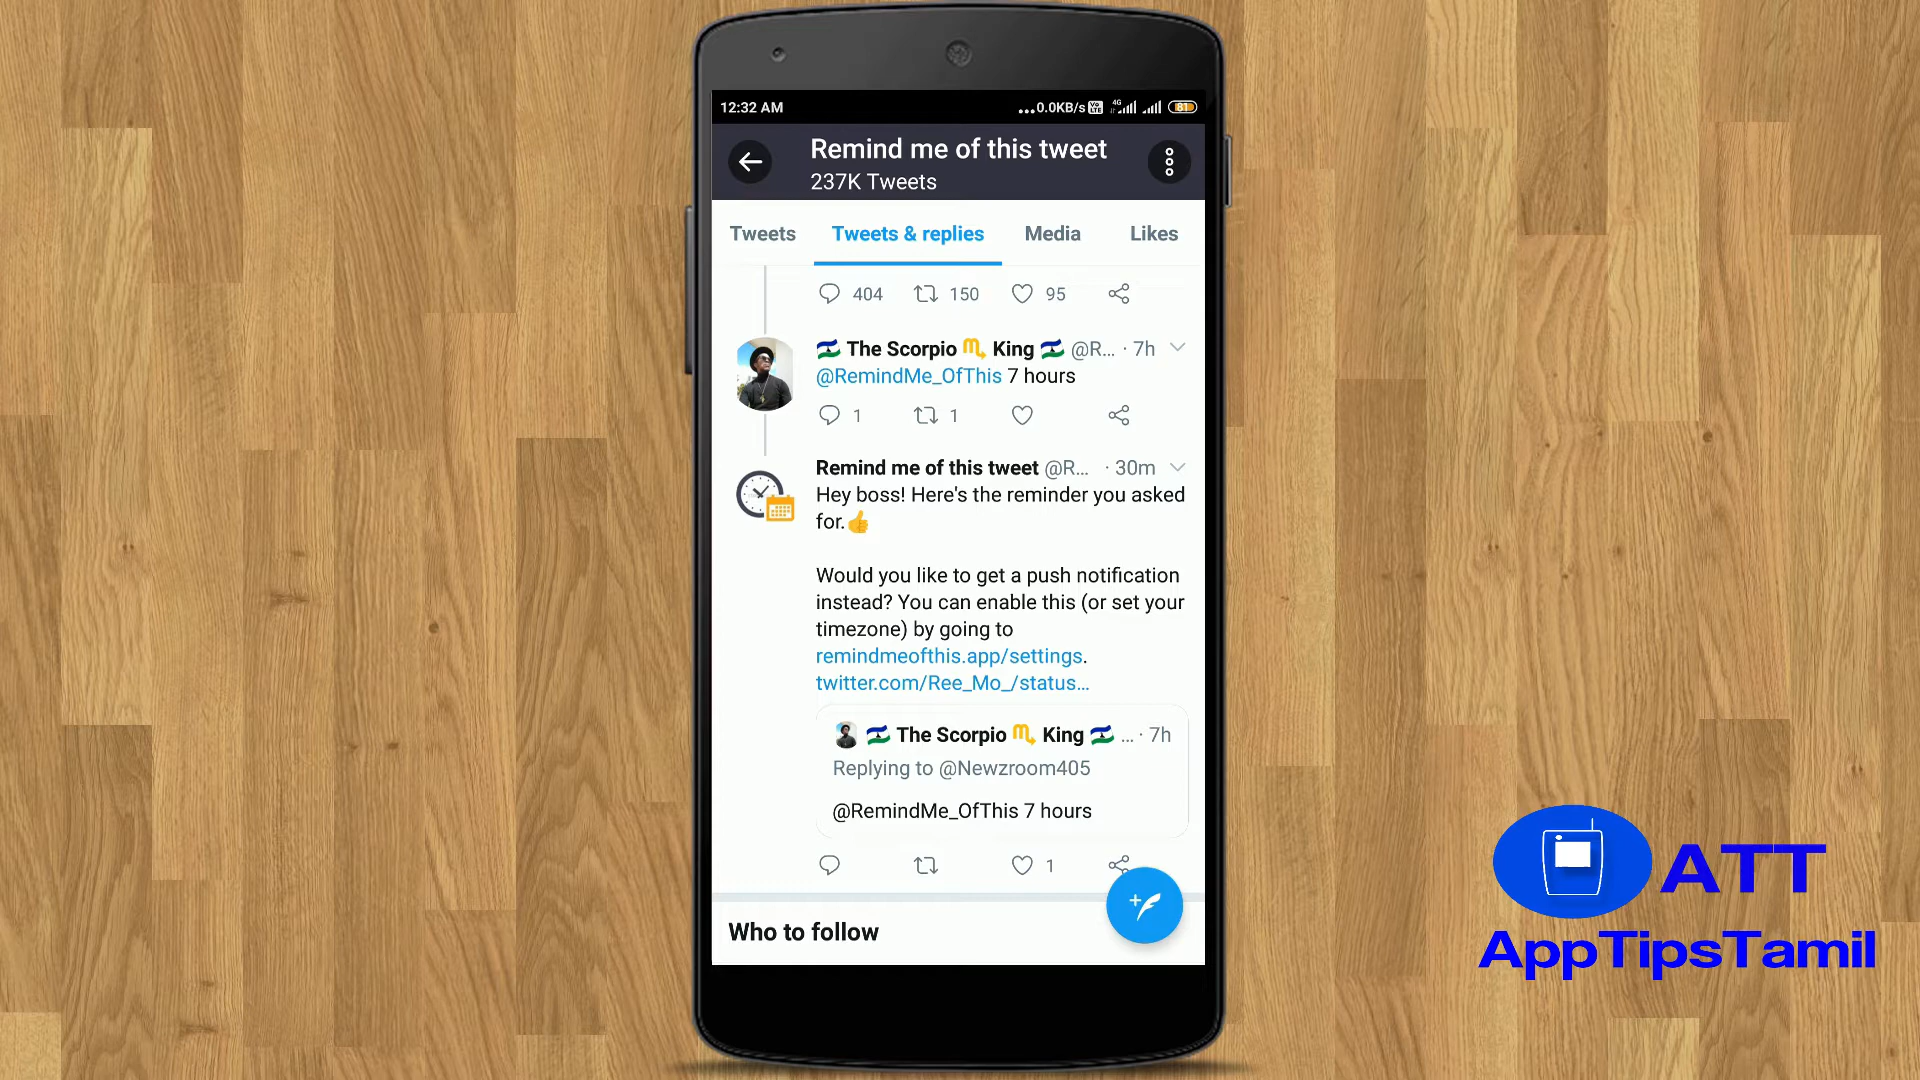 12:32 AM
...0.0KB/s Vo LTE 4G 81
Remind me of this tweet
237K Tweets
Tweets Tweets & replies Media Likes
404 150 95
The Scorpio ♏ King @R... · 7h
@RemindMe_OfThis 7 hours
1 1
Remind me of this tweet @R... · 30m
Hey boss! Here's the reminder you asked
for.👍
Would you like to get a push notification
instead? You can enable this (or set your
timezone) by going to
remindmeofthis.app/settings.
twitter.com/Ree_Mo_/status...
The Scorpio ♏ King ... · 7h
Replying to @Newzroom405
@RemindMe_OfThis 7 hours
1
Who to follow
ATT
AppTipsTamil